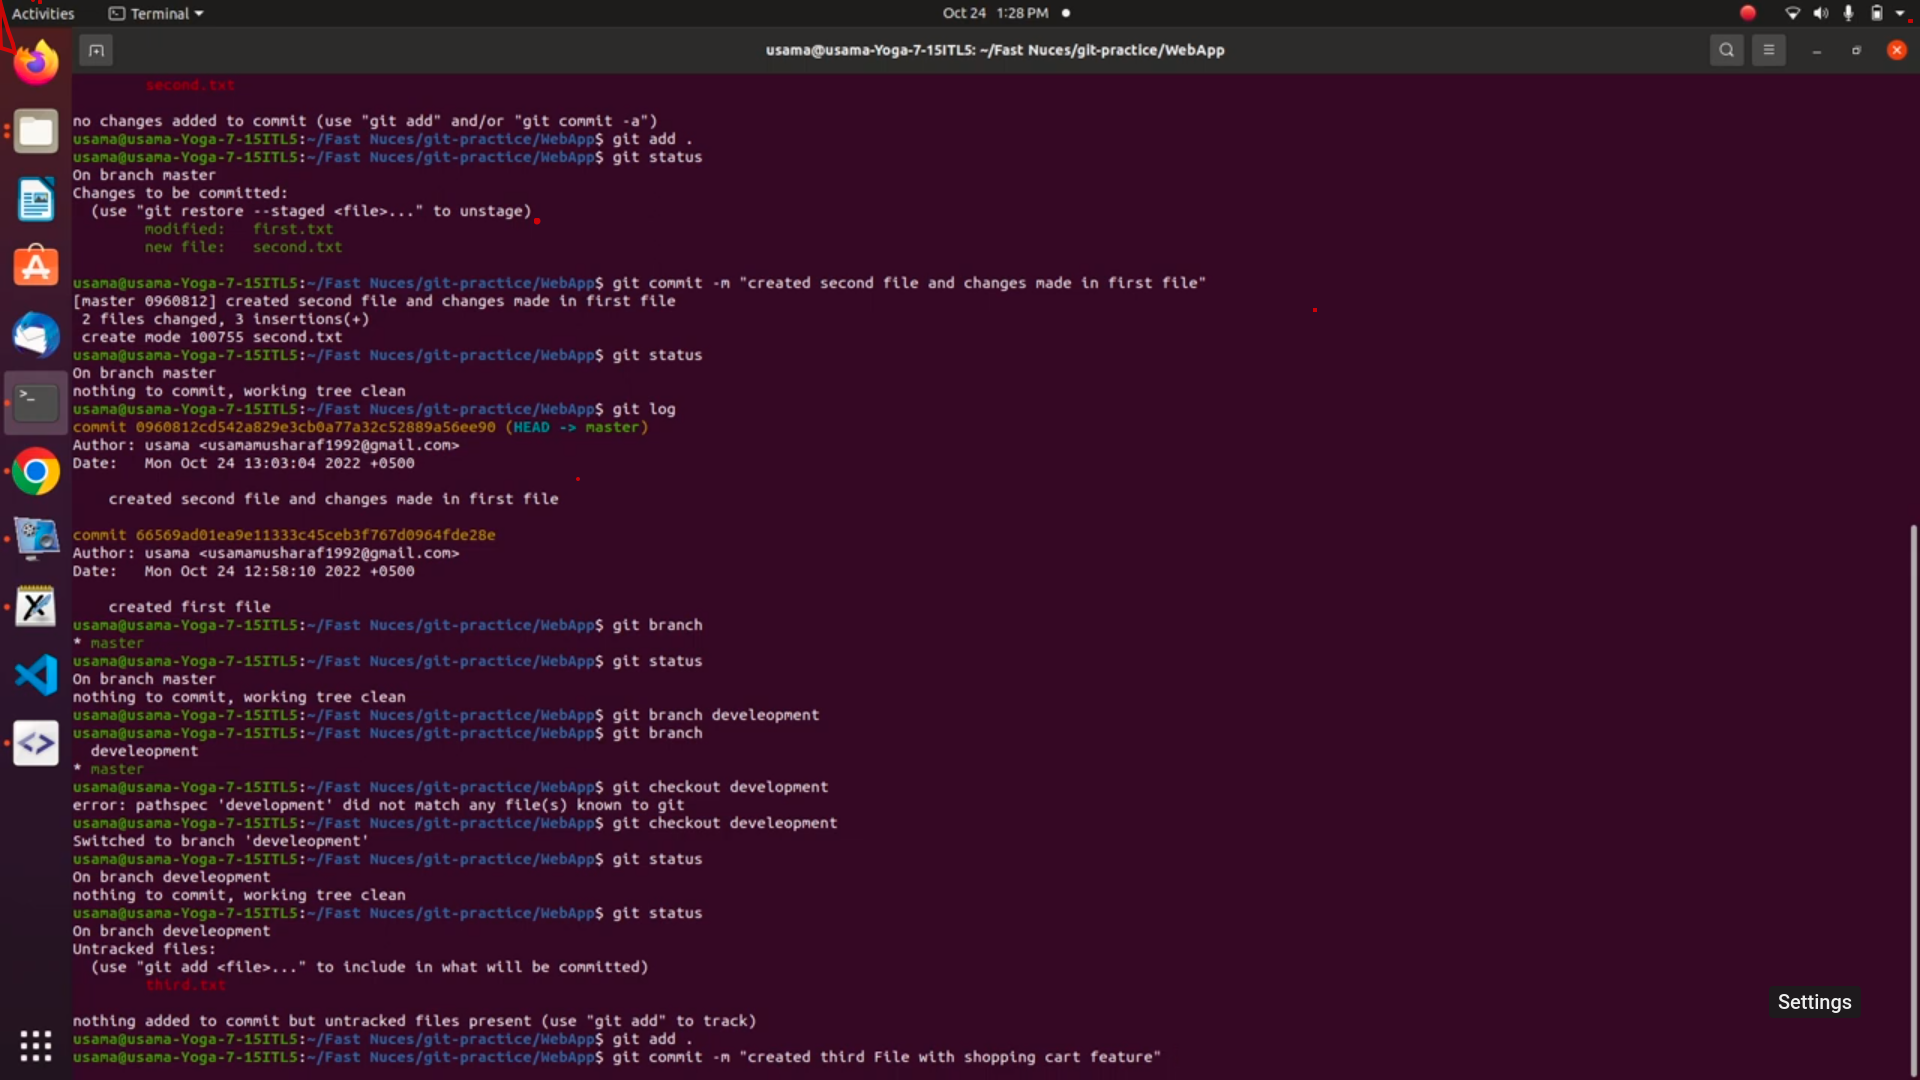 Activities
Terminal
Oct 24 1:28 PM
usama@usama-Yoga-7-15ITL5: ~/Fast Nuces/git-practice/WebApp
second.txt
no changes added to commit (use "git add" and/or "git commit -a")
usama@usama-Yoga-7-15ITL5:~/Fast Nuces/git-practice/WebApp$ git add .
usama@usama-Yoga-7-15ITL5:~/Fast Nuces/git-practice/WebApp$ git status
On branch master
Changes to be committed:
(use "git restore --staged <file>..." to unstage)
modified: first.txt
new file: second.txt
usama@usama-Yoga-7-15ITL5:~/Fast Nuces/git-practice/WebApp$ git commit -m "created second file and changes made in first file"
[master 0960812] created second file and changes made in first file
2 files changed, 3 insertions(+)
create mode 100755 second.txt
usama@usama-Yoga-7-15ITL5:~/Fast Nuces/git-practice/WebApp$ git status
On branch master
nothing to commit, working tree clean
usama@usama-Yoga-7-15ITL5:~/Fast Nuces/git-practice/WebApp$ git log
commit 0960812cd542a829e3cb0a77a32c52889a56ee90 (HEAD -> master)
Author: usama <usamamusharaf1992@gmail.com>
Date: Mon Oct 24 13:03:04 2022 +0500
created second file and changes made in first file
commit 66569ad01ea9e11333c45ceb3f767d0964fde28e
Author: usama <usamamusharaf1992@gmail.com>
Date: Mon Oct 24 12:58:10 2022 +0500
created first file
usama@usama-Yoga-7-15ITL5:~/Fast Nuces/git-practice/WebApp$ git branch
* master
usama@usama-Yoga-7-15ITL5:~/Fast Nuces/git-practice/WebApp$ git status
On branch master
nothing to commit, working tree clean
usama@usama-Yoga-7-15ITL5:~/Fast Nuces/git-practice/WebApp$ git branch develeopment
usama@usama-Yoga-7-15ITL5:~/Fast Nuces/git-practice/WebApp$ git branch
develeopment
* master
usama@usama-Yoga-7-15ITL5:~/Fast Nuces/git-practice/WebApp$ git checkout development
error: pathspec 'development' did not match any file(s) known to git
usama@usama-Yoga-7-15ITL5:~/Fast Nuces/git-practice/WebApp$ git checkout develeopment
Switched to branch 'develeopment'
usama@usama-Yoga-7-15ITL5:~/Fast Nuces/git-practice/WebApp$ git status
On branch develeopment
nothing to commit, working tree clean
usama@usama-Yoga-7-15ITL5:~/Fast Nuces/git-practice/WebApp$ git status
On branch develeopment
Untracked files:
(use "git add <file>..." to include in what will be committed)
third.txt
Settings
nothing added to commit but untracked files present (use "git add" to track)
usama@usama-Yoga-7-15ITL5:~/Fast Nuces/git-practice/WebApp$ git add .
usama@usama-Yoga-7-15ITL5:~/Fast Nuces/git-practice/WebApp$ git commit -m "created third File with shopping cart feature"